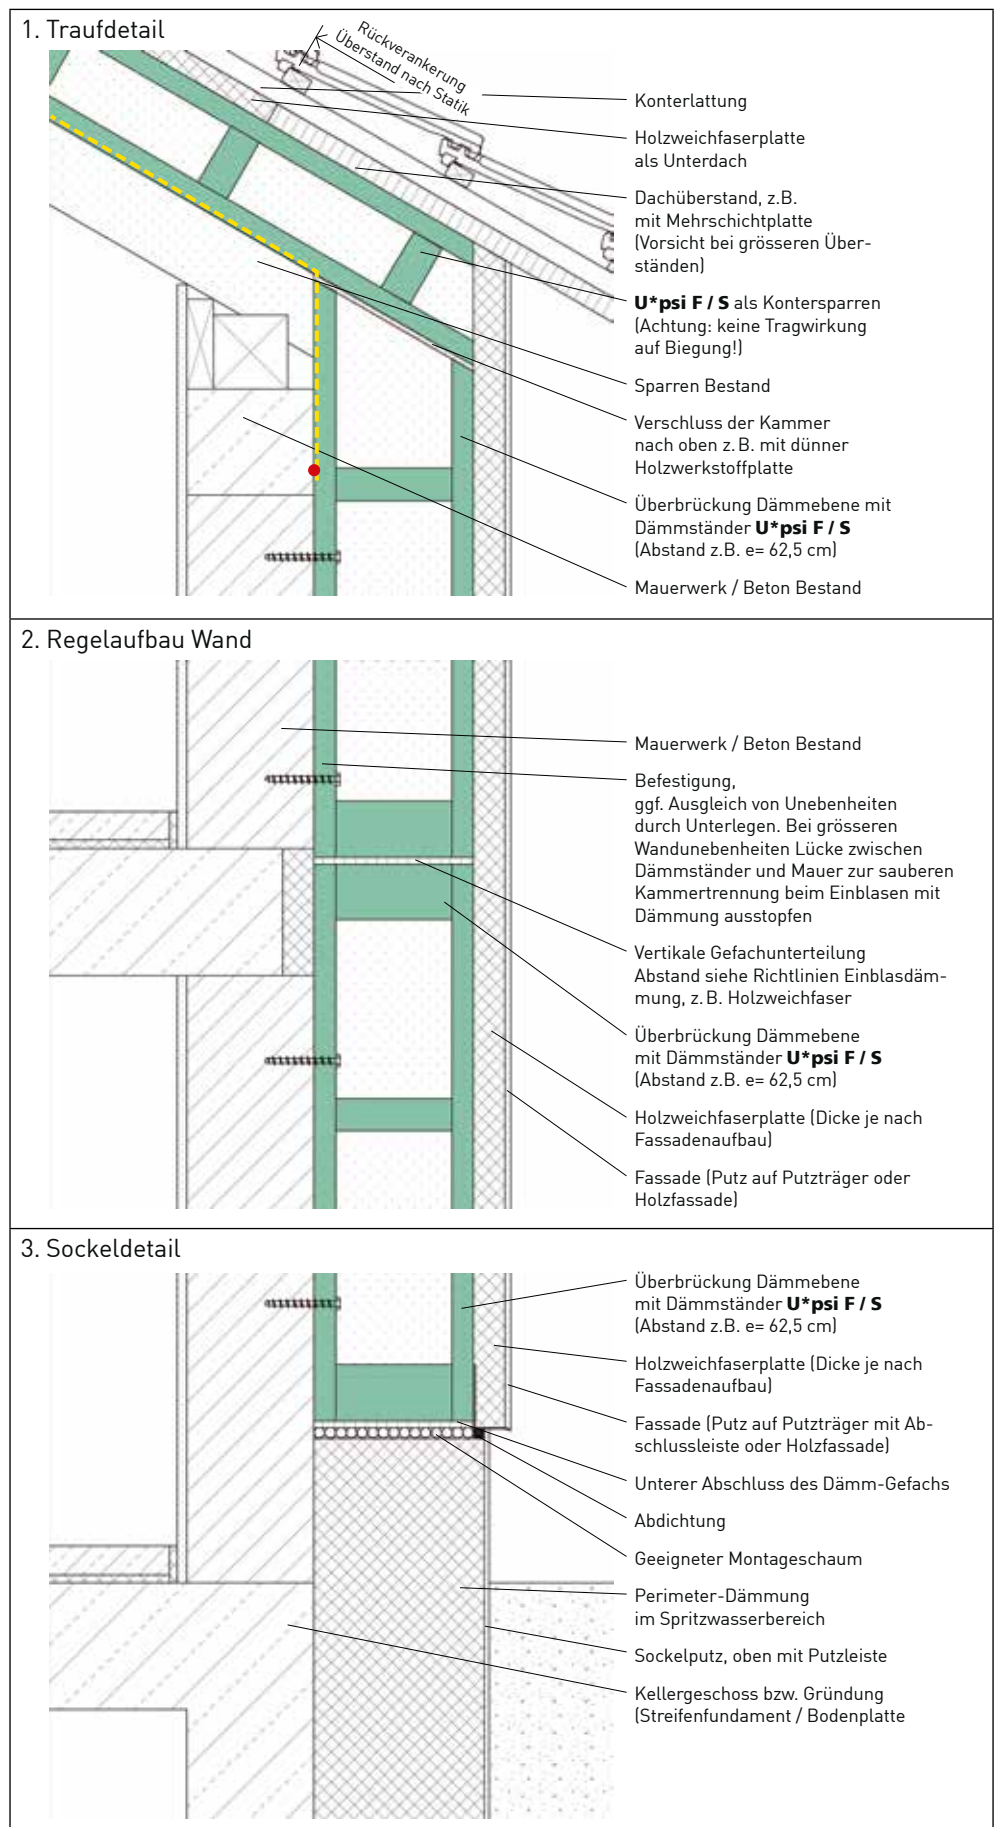 1. Traufdetail
Rückverankerung
Überstand nach Statik
Konterlattung
Holzweichfaserplatte
als Unterdach
Dachüberstand, z.B.
mit Mehrschichtplatte
(Vorsicht bei grösseren Über-
ständen)
U*psi F / S als Kontersparren
(Achtung: keine Tragwirkung
auf Biegung!)
Sparren Bestand
Verschluss der Kammer
nach oben z. B. mit dünner
Holzwerkstoffplatte
Überbrückung Dämmebene mit
Dämmständer U*psi F / S
(Abstand z.B. e= 62,5 cm)
Mauerwerk / Beton Bestand
2. Regelaufbau Wand
Mauerwerk / Beton Bestand
Befestigung,
ggf. Ausgleich von Unebenheiten
durch Unterlegen. Bei grösseren
Wandunebenheiten Lücke zwischen
Dämmständer und Mauer zur sauberen
Kammertrennung beim Einblasen mit
Dämmung ausstopfen
Vertikale Gefachunterteilung
Abstand siehe Richtlinien Einblasdäm-
mung, z. B. Holzweichfaser
Überbrückung Dämmebene
mit Dämmständer U*psi F / S
(Abstand z.B. e= 62,5 cm)
Holzweichfaserplatte (Dicke je nach
Fassadenaufbau)
Fassade (Putz auf Putzträger oder
Holzfassade)
3. Sockeldetail
Überbrückung Dämmebene
mit Dämmständer U*psi F / S
(Abstand z.B. e= 62,5 cm)
Holzweichfaserplatte (Dicke je nach
Fassadenaufbau)
Fassade (Putz auf Putzträger mit Ab-
schlussleiste oder Holzfassade)
Unterer Abschluss des Dämm-Gefachs
Abdichtung
Geeigneter Montageschaum
Perimeter-Dämmung
im Spritzwasserbereich
Sockelputz, oben mit Putzleiste
Kellergeschoss bzw. Gründung
(Streifenfundament / Bodenplatte